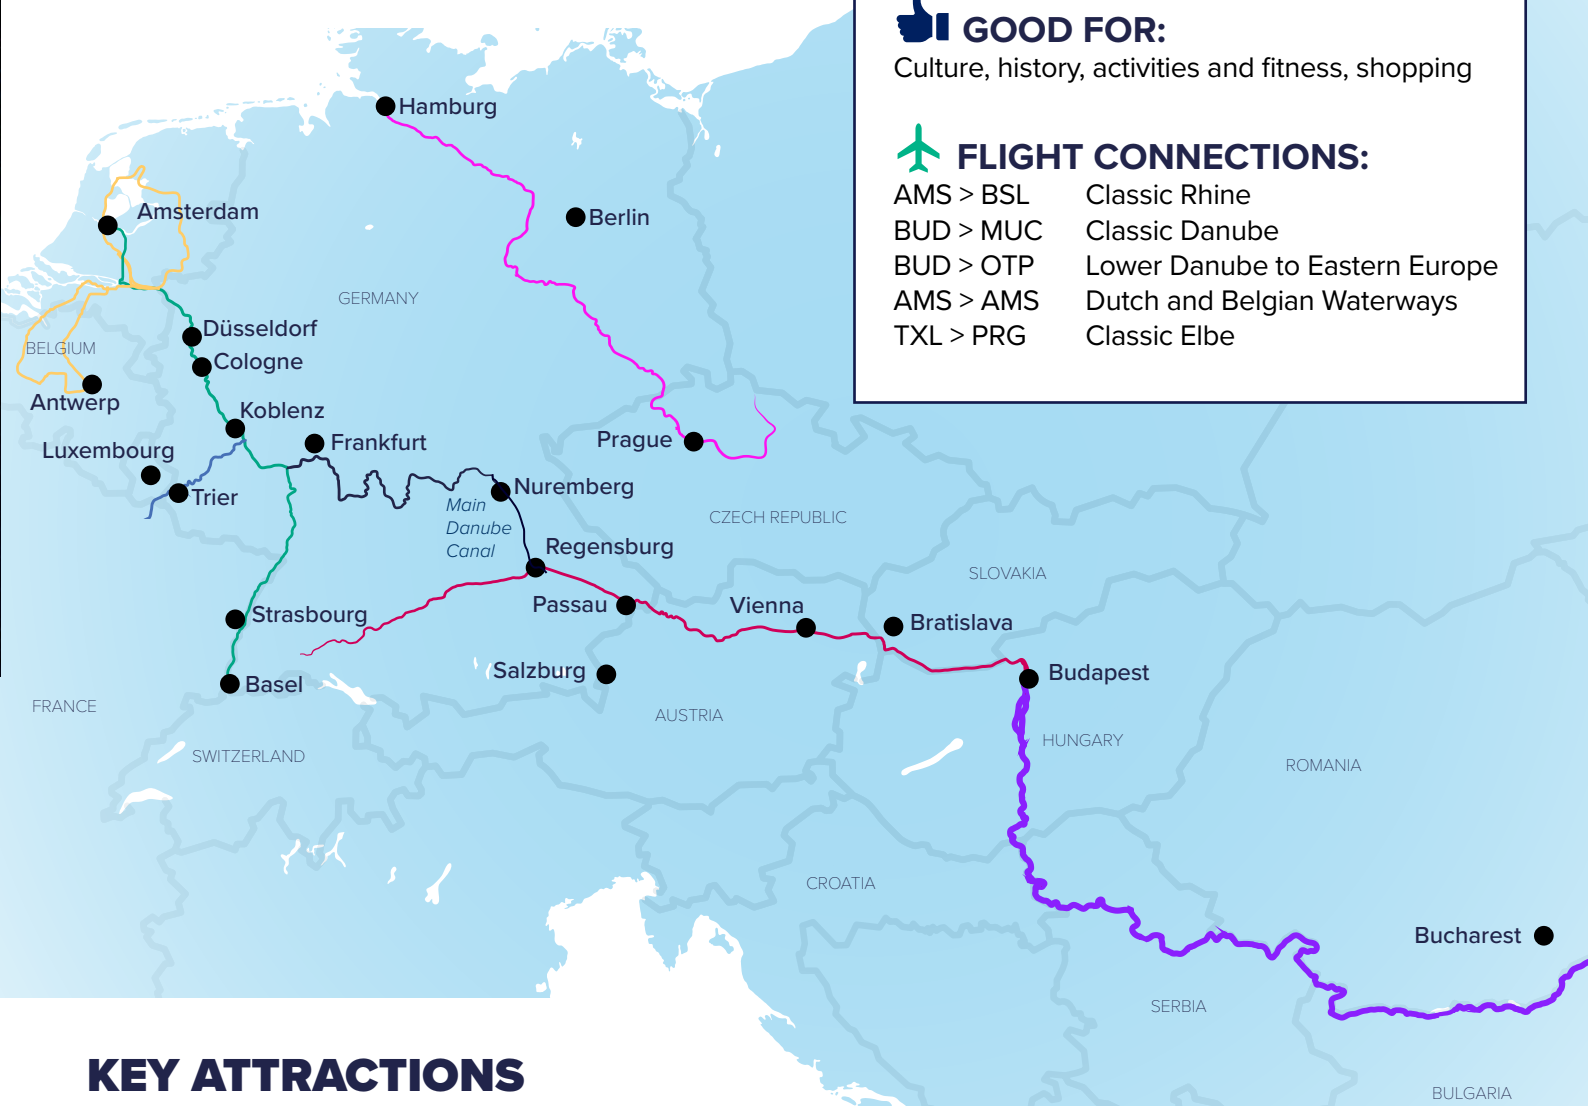 GOOD FOR:
Culture, history, activities and fitness, shopping
FLIGHT CONNECTIONS:
AMS > BSL Classic Rhine
BUD > MUC Classic Danube
BUD > OTP Lower Danube to Eastern Europe
AMS > AMS Dutch and Belgian Waterways
TXL > PRG Classic Elbe
Hamburg
Amsterdam
Berlin
GERMANY
Düsseldorf
BELGIUM
Cologne
Antwerp
Koblenz
Luxembourg
Frankfurt
Prague
Trier
Nuremberg
Main
Danube
Canal
CZECH REPUBLIC
Regensburg
SLOVAKIA
Strasbourg
Passau
Vienna
Bratislava
Basel
Salzburg
Budapest
FRANCE
AUSTRIA
SWITZERLAND
HUNGARY
ROMANIA
CROATIA
Bucharest
SERBIA
KEY ATTRACTIONS
BULGARIA